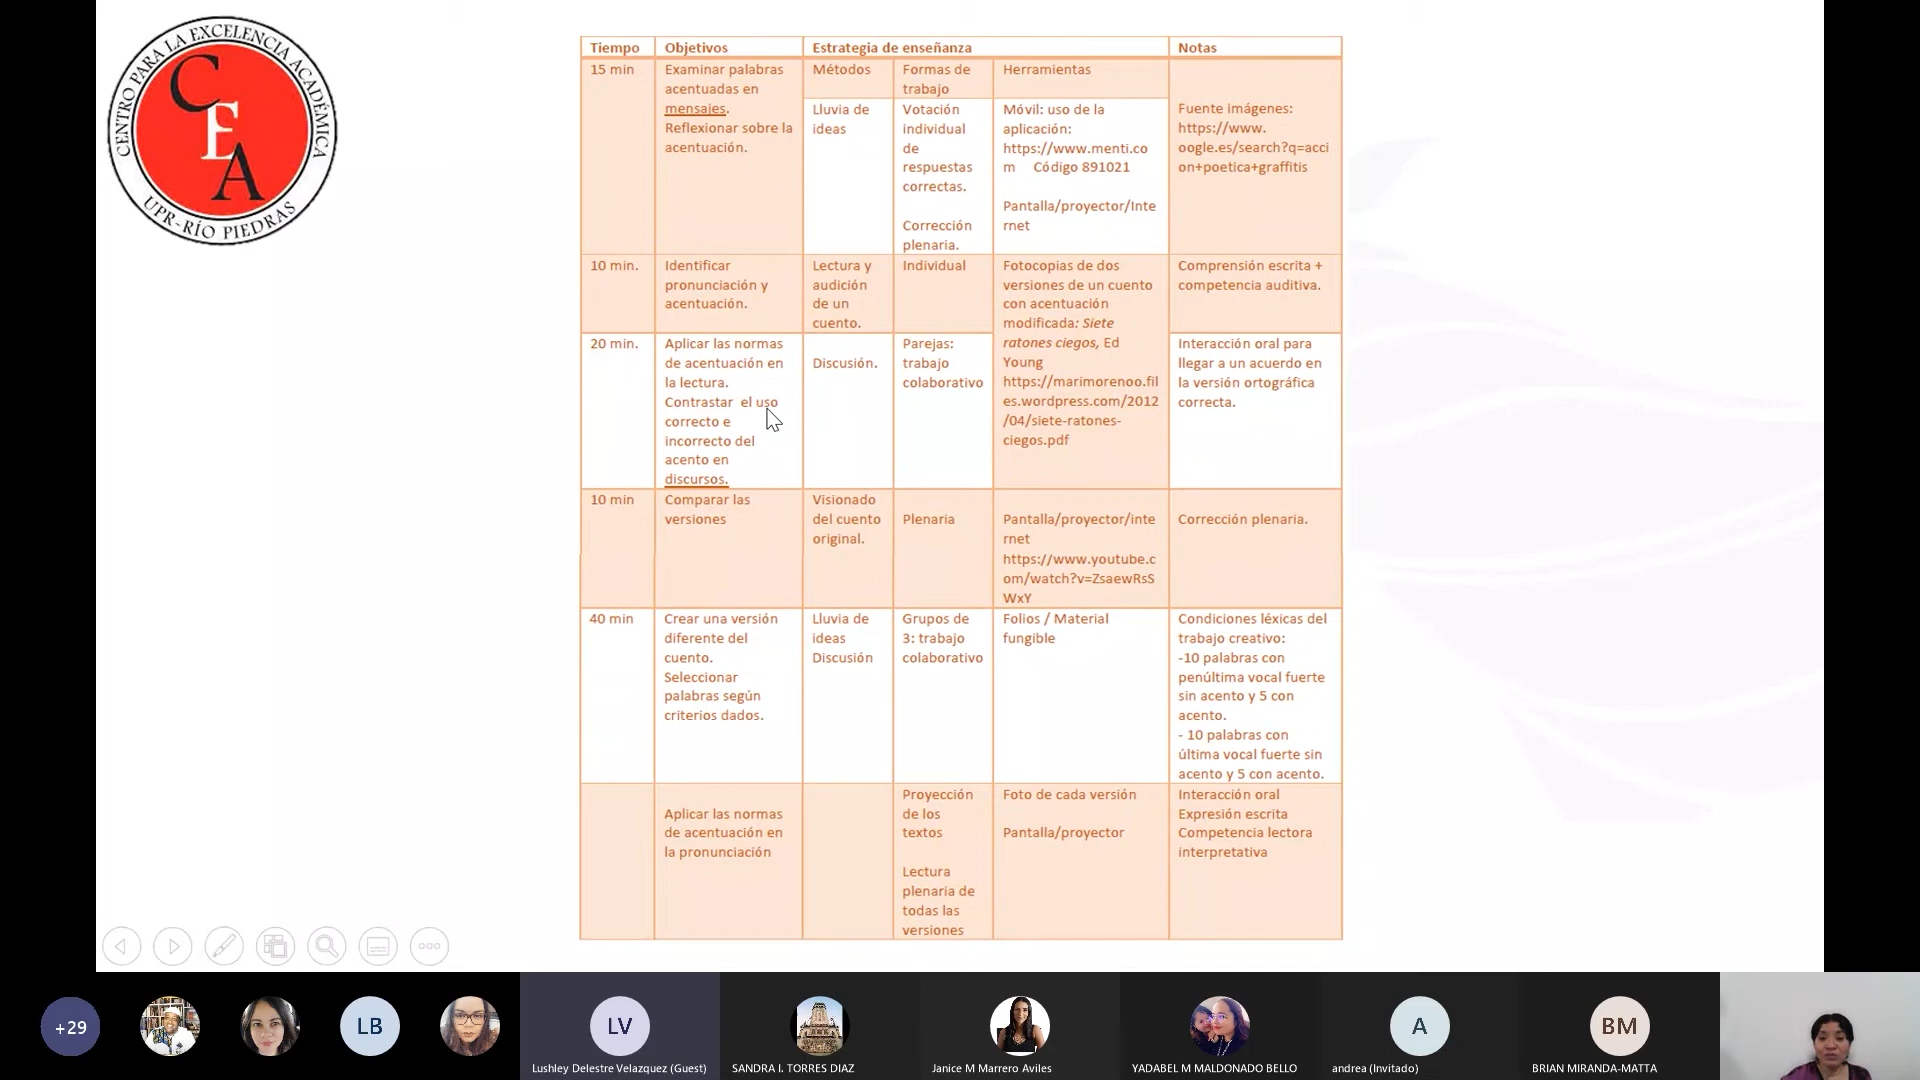 CENTRO PARA LA EXCELENCIA ACADÉMICA
C
E
A
UPR-RÍO PIEDRAS
Tiempo
Objetivos
Estrategia de enseñanza
Notas
15 min
Examinar palabras
acentuadas en
mensajes.
Reflexionar sobre la
acentuación.
Métodos
Formas de
trabajo
Herramientas
Lluvia de
ideas
Votación
individual
de
respuestas
correctas.
Corrección
plenaria.
Móvil: uso de la
aplicación:
https://www.menti.co
m Código 891021
Pantalla/proyector/Inte
rnet
Fuente imágenes:
https://www.
oogle.es/search?q=acci
on+poetica+graffitis
10 min.
Identificar
pronunciación y
acentuación.
Lectura y
audición
de un
cuento.
Individual
Fotocopias de dos
versiones de un cuento
con acentuación
modificada: Siete
ratones ciegos, Ed
Young
https://marimorenoo.fil
es.wordpress.com/2012
/04/siete-ratones-
ciegos.pdf
Comprensión escrita +
competencia auditiva.
20 min.
Aplicar las normas
de acentuación en
la lectura.
Contrastar el uso
correcto e
incorrecto del
acento en
discursos.
Discusión.
Parejas:
trabajo
colaborativo
Interacción oral para
llegar a un acuerdo en
la versión ortográfica
correcta.
10 min
Comparar las
versiones
Visionado
del cuento
original.
Plenaria
Pantalla/proyector/inte
rnet
https://www.youtube.c
om/watch?v=ZsaewRsS
WxY
Corrección plenaria.
40 min
Crear una versión
diferente del
cuento.
Seleccionar
palabras según
criterios dados.
Lluvia de
ideas
Discusión
Grupos de
3: trabajo
colaborativo
Folios / Material
fungible
Condiciones léxicas del
trabajo creativo:
-10 palabras con
penúltima vocal fuerte
sin acento y 5 con
acento.
- 10 palabras con
última vocal fuerte sin
acento y 5 con acento.
Aplicar las normas
de acentuación en
la pronunciación
Proyección
de los
textos
Lectura
plenaria de
todas las
versiones
Foto de cada versión
Pantalla/proyector
Interacción oral
Expresión escrita
Competencia lectora
interpretativa
+29
LB
LV
A
BM
Lushley Delestre Velazquez (Guest)
SANDRA I. TORRES DIAZ
Janice M Marrero Aviles
YADABEL M MALDONADO BELLO
andrea (Invitado)
BRIAN MIRANDA-MATTA